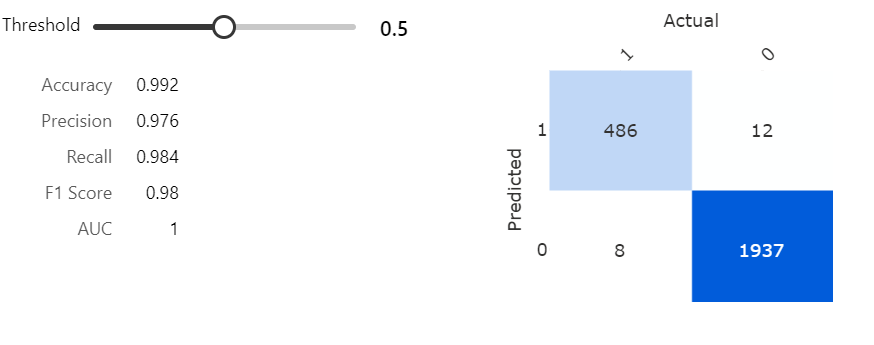 Threshold 0.5
Accuracy 0.992
Precision 0.976
Recall 0.984
F1 Score 0.98
AUC 1
Actual
1 0
Predicted
1 486 12
0 8 1937